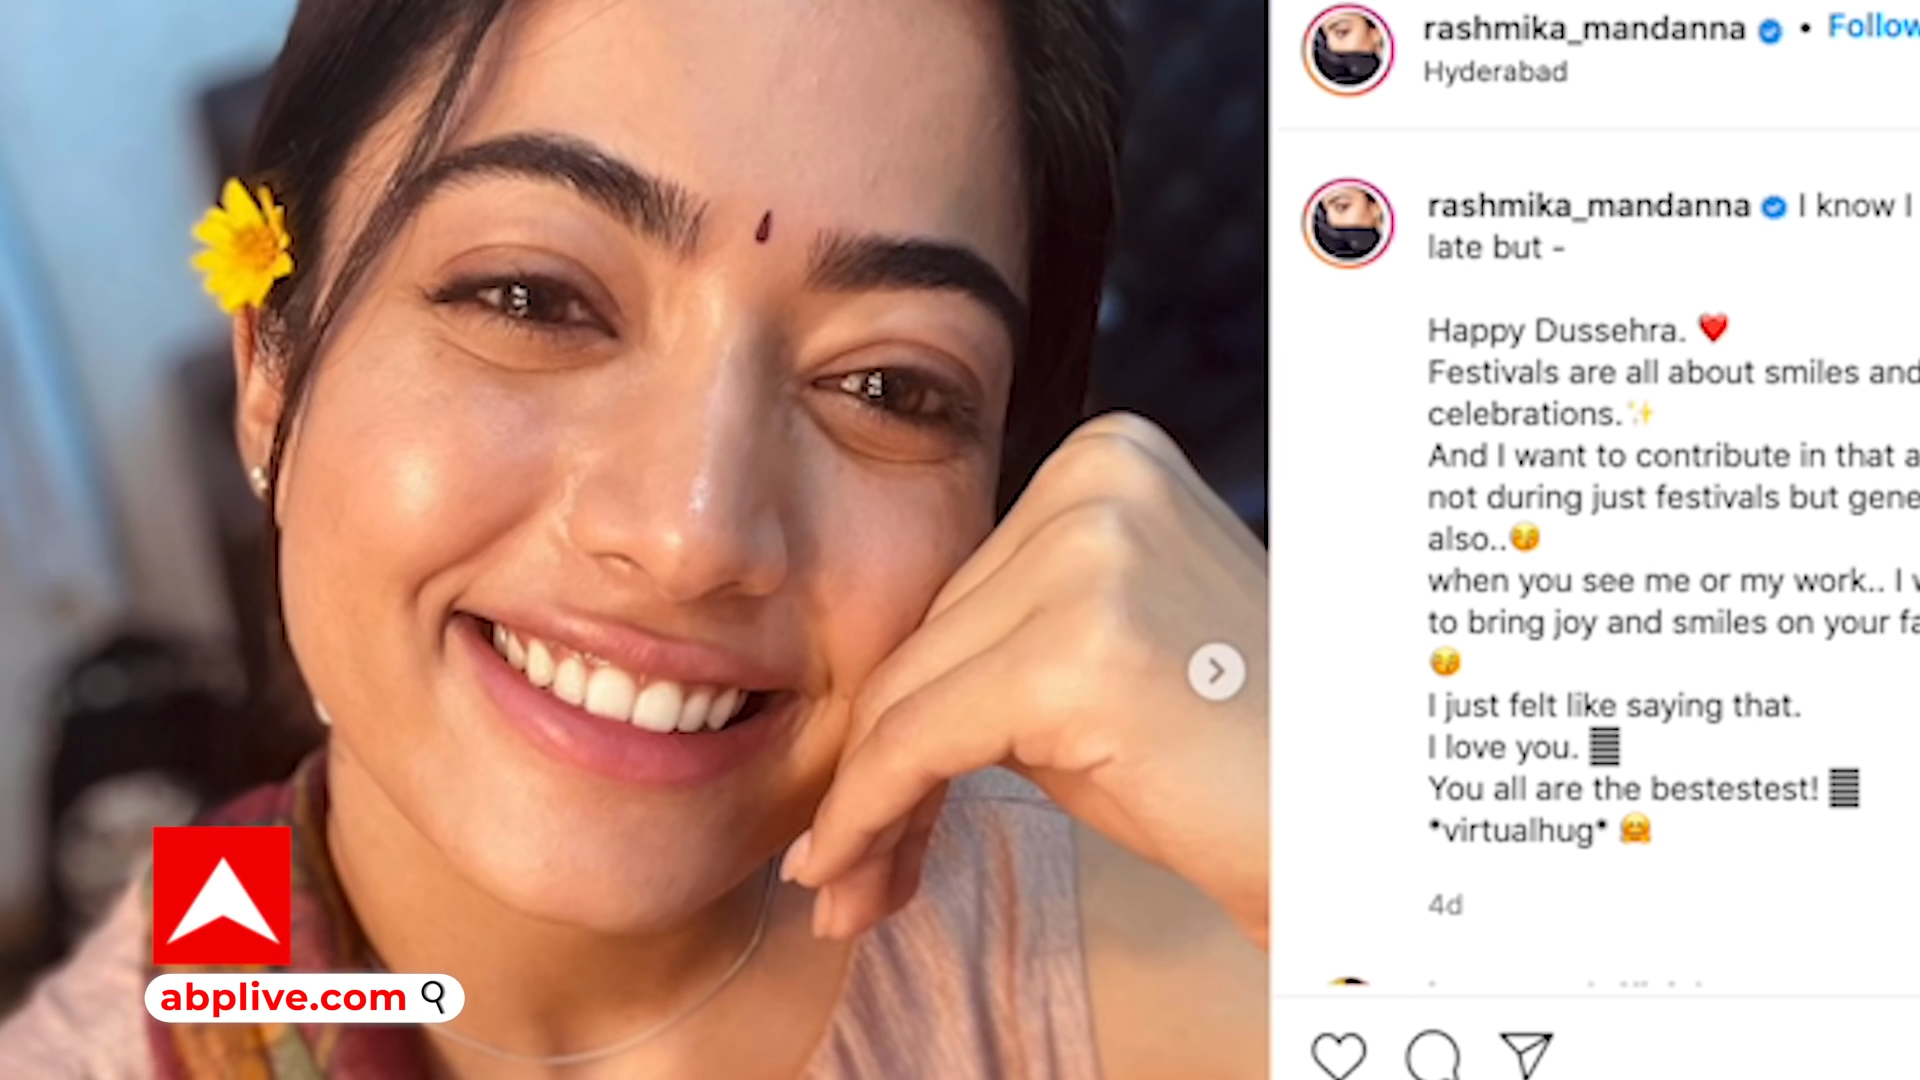 rashmika_mandanna • Follow
Hyderabad
rashmika_mandanna I know I
late but -
Happy Dussehra. ❤️
Festivals are all about smiles and
celebrations.✨
And I want to contribute in that a
not during just festivals but gene
also..😚
when you see me or my work.. I w
to bring joy and smiles on your fa
😚
I just felt like saying that.
I love you.
You all are the bestestest!
*virtualhug* 🤗
4d
abplive.com